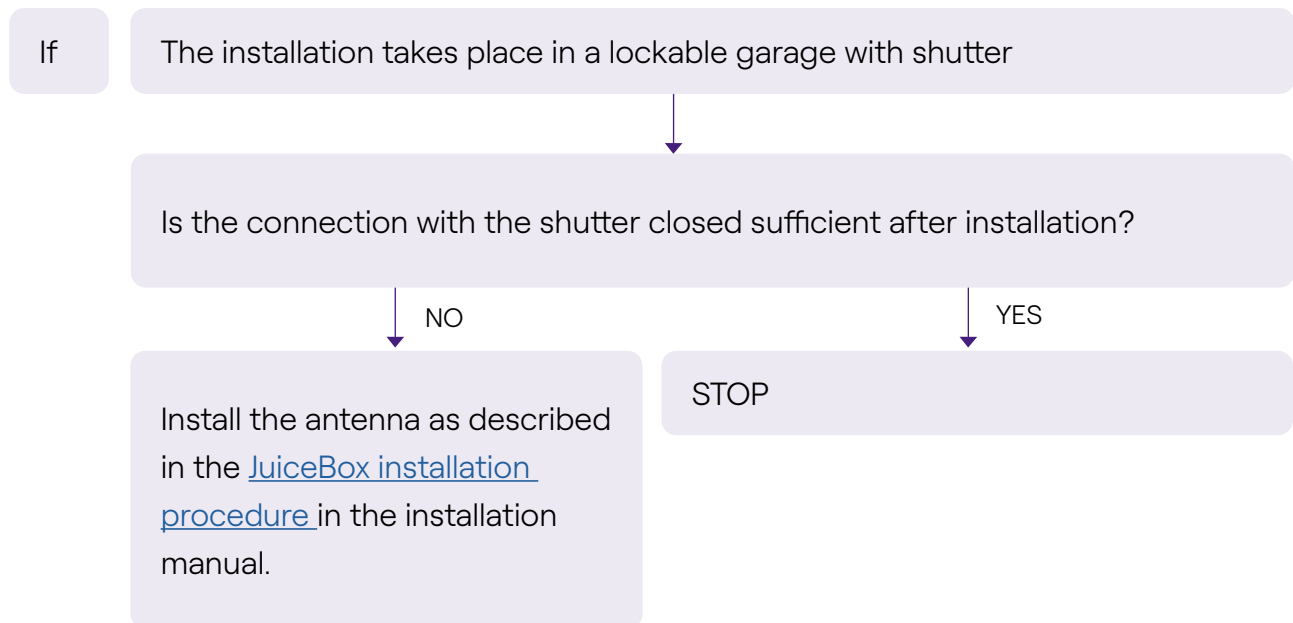 If
The installation takes place in a lockable garage with shutter
Is the connection with the shutter closed sufficient after installation?
NO
YES
Install the antenna as described
in the JuiceBox installation
procedure in the installation
manual.
STOP